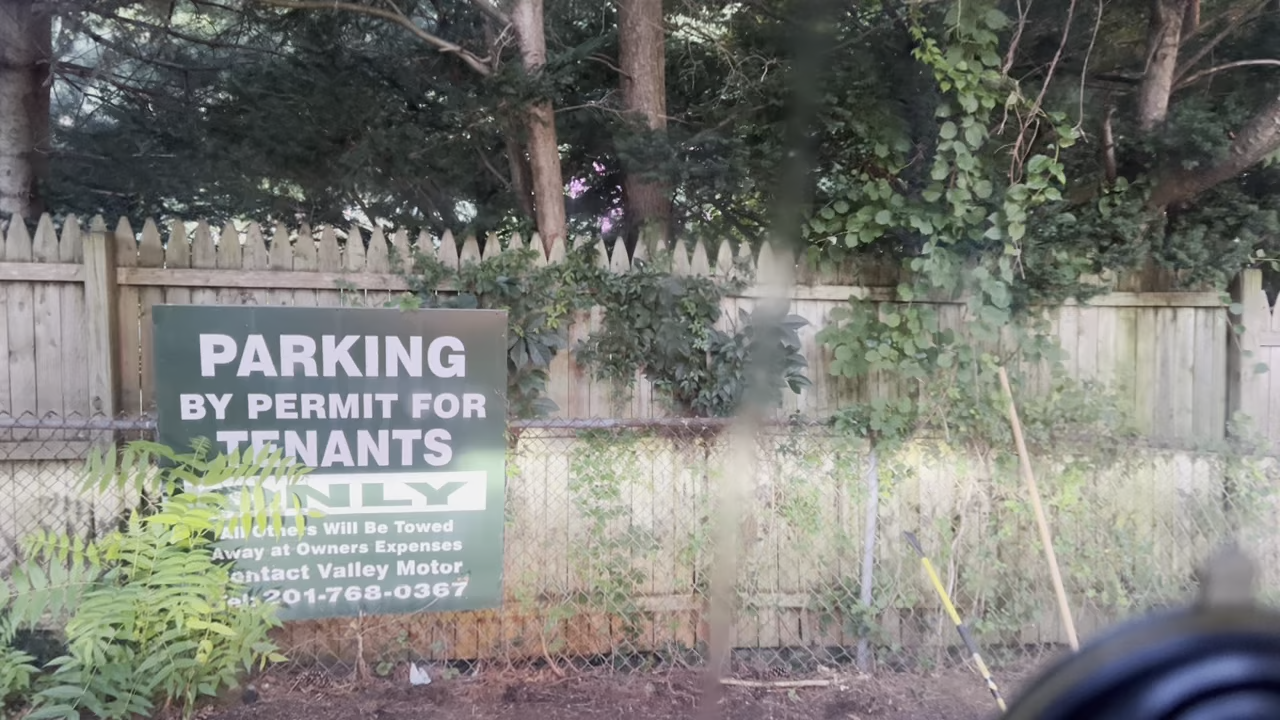 PARKING
BY PERMIT FOR
TENANTS
ONLY
All Others Will Be Towed
Away at Owners Expenses
Contact Valley Motor
Tel: 201-768-0367